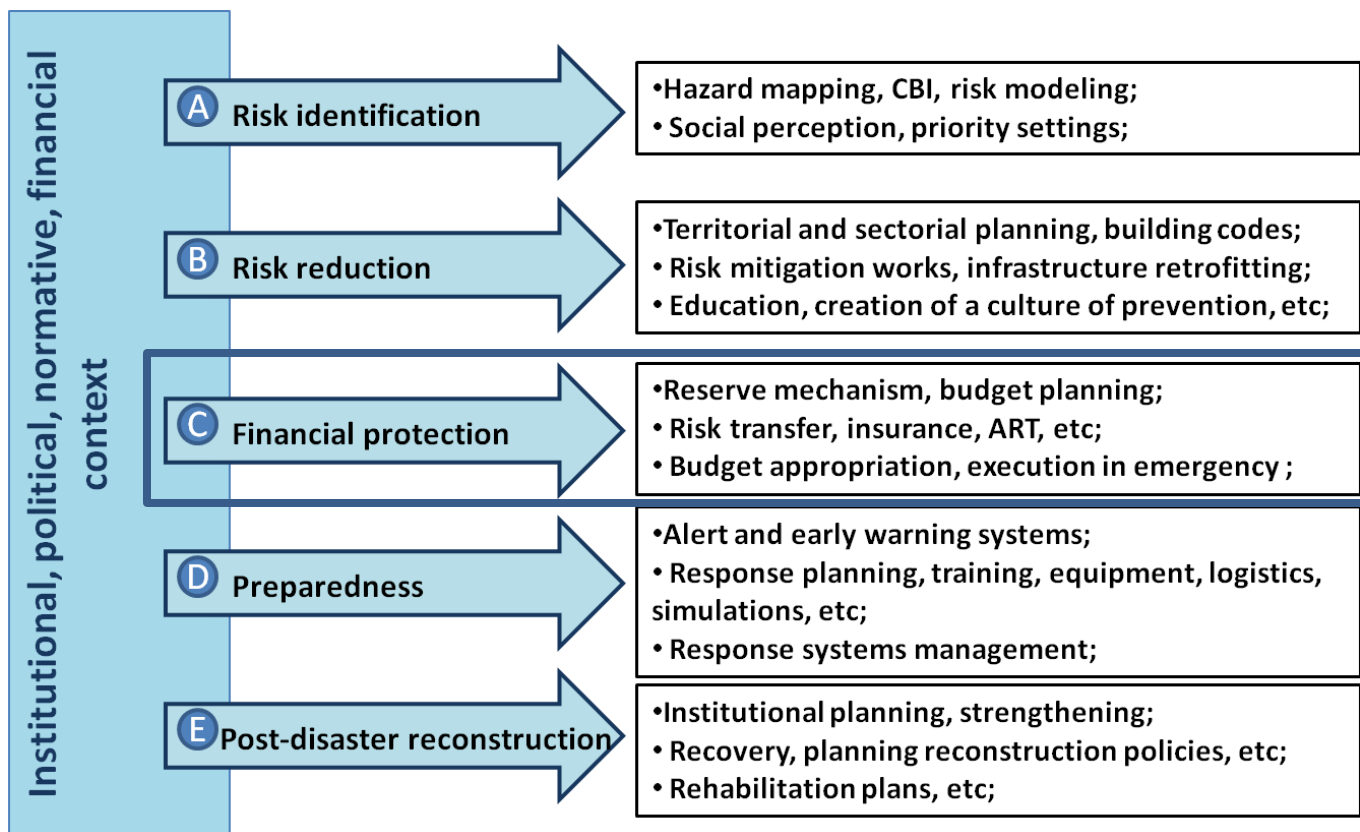 Institutional, political, normative, financial
context
A Risk identification
•Hazard mapping, CBI, risk modeling;
• Social perception, priority settings;
B Risk reduction
•Territorial and sectorial planning, building codes;
• Risk mitigation works, infrastructure retrofitting;
• Education, creation of a culture of prevention, etc;
C Financial protection
•Reserve mechanism, budget planning;
• Risk transfer, insurance, ART, etc;
• Budget appropriation, execution in emergency ;
D Preparedness
•Alert and early warning systems;
• Response planning, training, equipment, logistics,
simulations, etc;
• Response systems management;
E Post-disaster reconstruction
•Institutional planning, strengthening;
• Recovery, planning reconstruction policies, etc;
• Rehabilitation plans, etc;